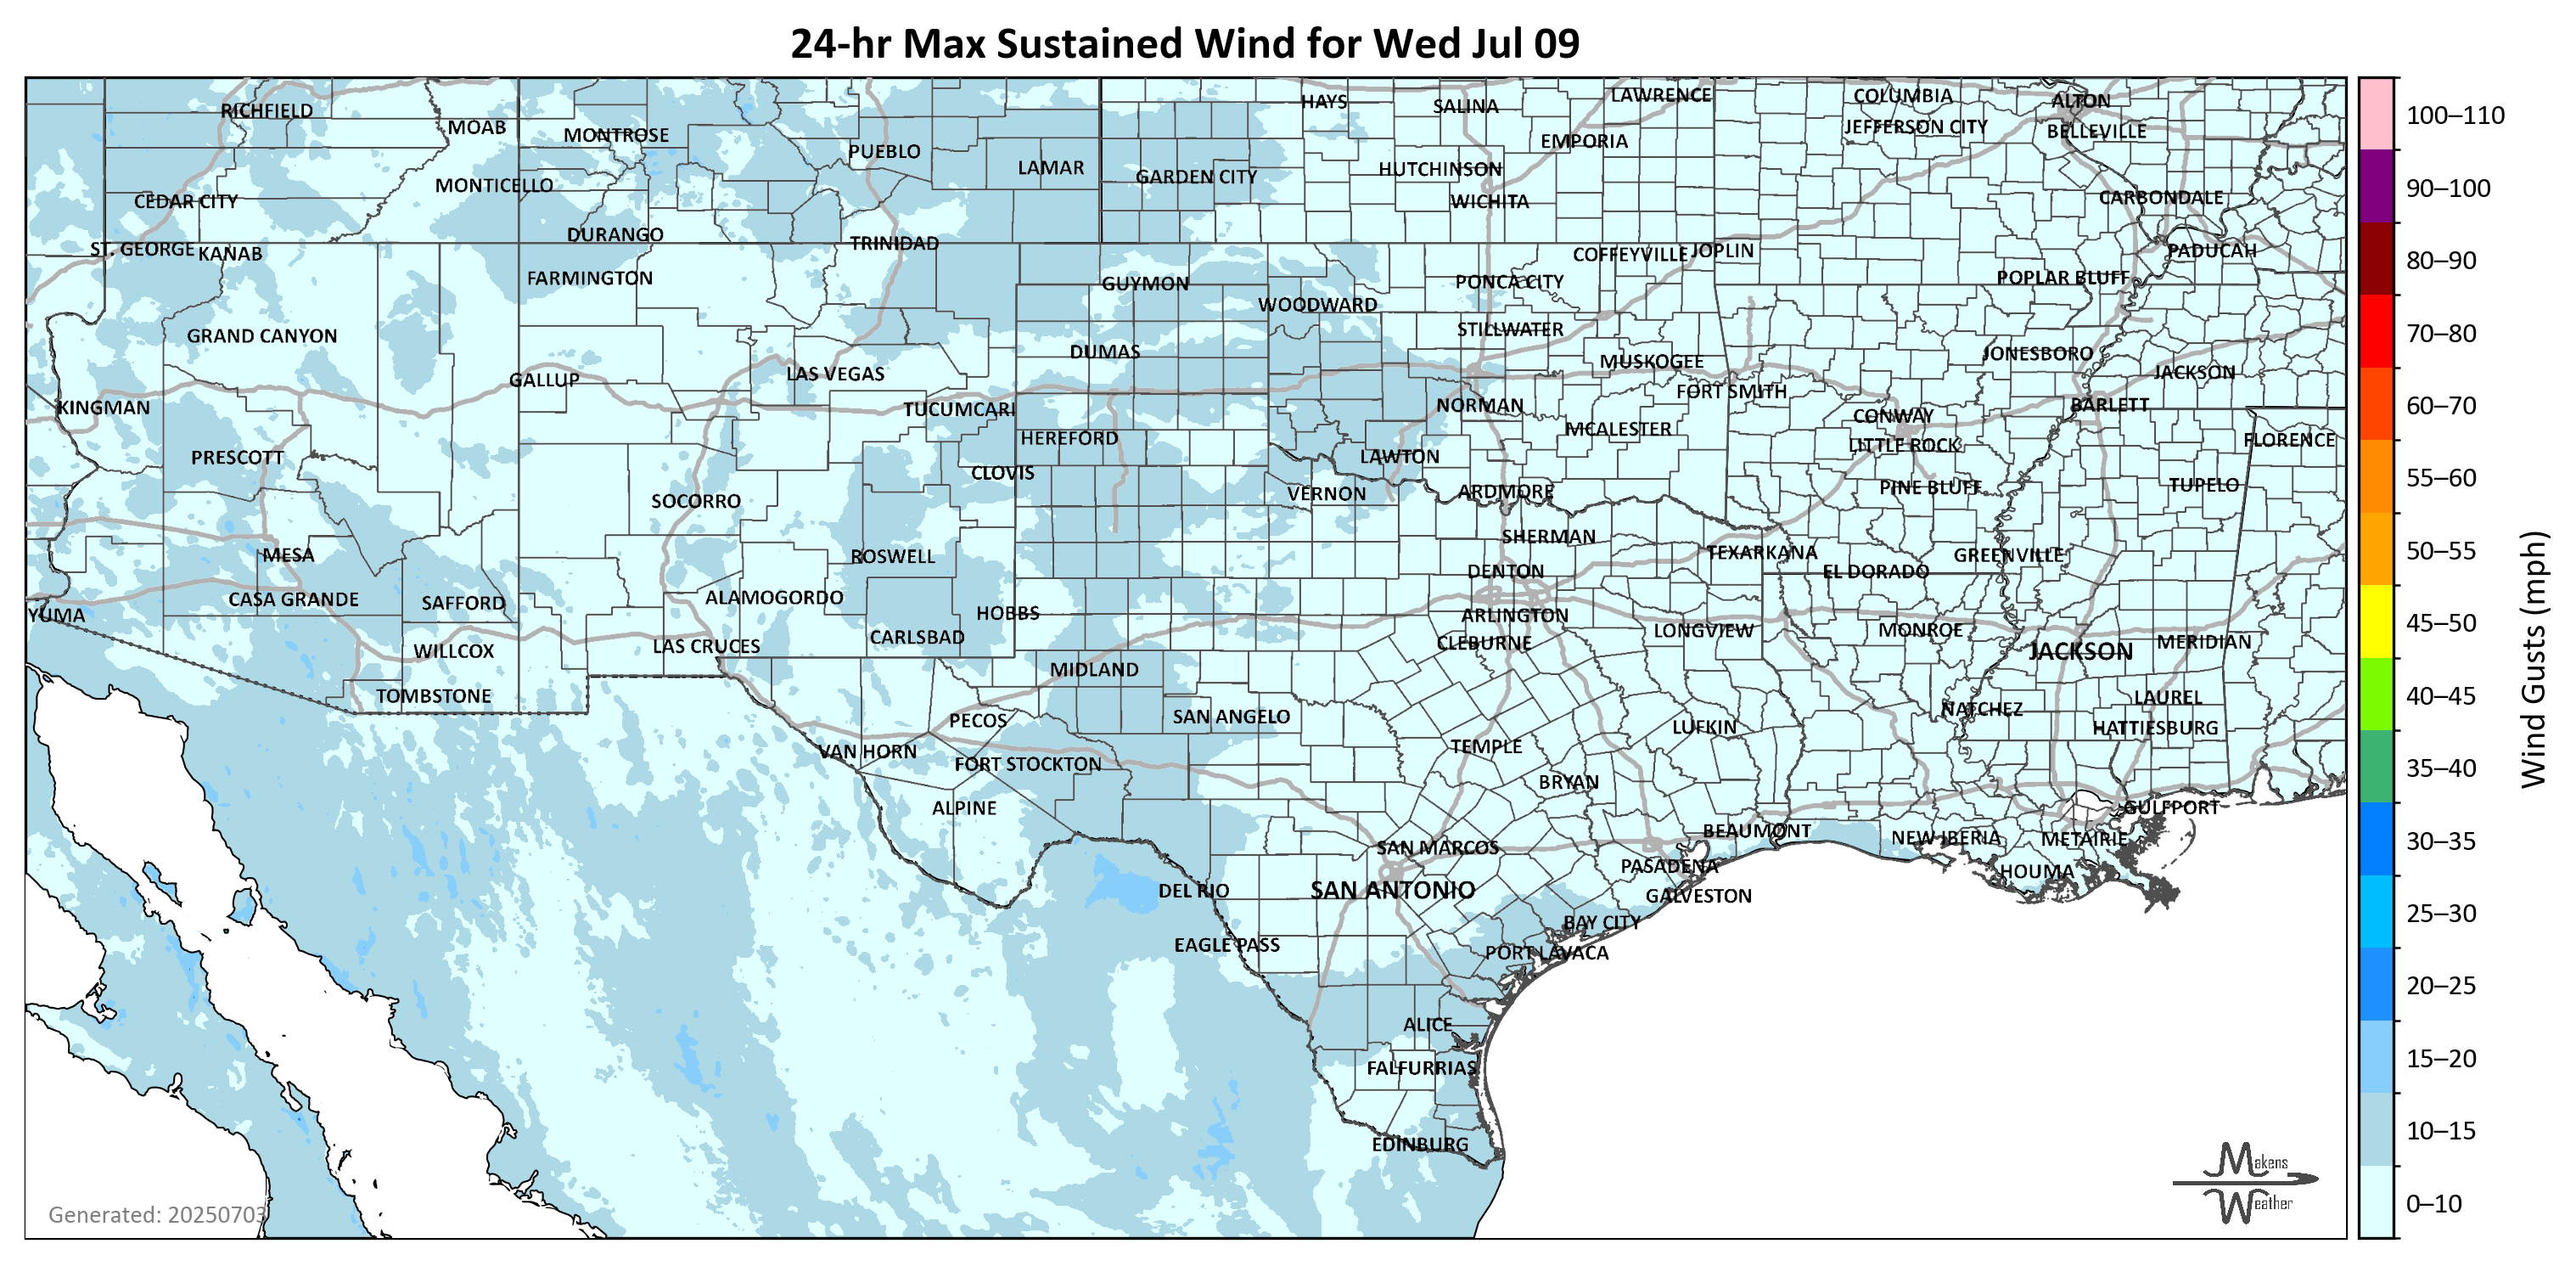 24-hr Max Sustained Wind for Wed Jul 09
RICHFIELD
MOAB
MONTROSE
PUEBLO
LAMAR
GARDEN CITY
HAYS
SALINA
LAWRENCE
EMPORIA
HUTCHINSON
WICHITA
COLUMBIA
JEFFERSON CITY
ALTON
BELLEVILLE
CARBONDALE
MONTICELLO
CEDAR CITY
DURANGO
TRINIDAD
ST. GEORGE
KANAB
FARMINGTON
GUYMON
WOODWARD
COFFEYVILLE
JOPLIN
PONCA CITY
POPLAR BLUFF
PADUCAH
GRAND CANYON
DUMAS
STILLWATER
MUSKOGEE
JONESBORO
JACKSON
GALLUP
LAS VEGAS
FORT SMITH
KINGMAN
TUCUMCARI
NORMAN
CONWAY
BARLETT
HEREFORD
MCALESTER
LITTLE ROCK
FLORENCE
PRESCOTT
CLOVIS
LAWTON
SOCORRO
VERNON
ARDMORE
PINE BLUFF
TUPELO
MESA
ROSWELL
SHERMAN
TEXARKANA
GREENVILLE
DENTON
EL DORADO
YUMA
CASA GRANDE
SAFFORD
ALAMOGORDO
HOBBS
ARLINGTON
CLEBURNE
LONGVIEW
MONROE
JACKSON
MERIDIAN
WILLCOX
LAS CRUCES
CARLSBAD
MIDLAND
TOMBSTONE
PECOS
SAN ANGELO
LUFKIN
NATCHEZ
LAUREL
HATTIESBURG
VAN HORN
FORT STOCKTON
TEMPLE
BRYAN
ALPINE
GULFPORT
SAN MARCOS
BEAUMONT
NEW IBERIA
METAIRIE
PASADENA
HOUMA
DEL RIO
SAN ANTONIO
GALVESTON
BAY CITY
EAGLE PASS
PORT LAVACA
ALICE
FALFURRIAS
EDINBURG
Generated: 20250703
Makens
Weather
100–110
90–100
80–90
70–80
60–70
55–60
50–55
45–50
40–45
35–40
30–35
25–30
20–25
15–20
10–15
0–10
Wind Gusts (mph)